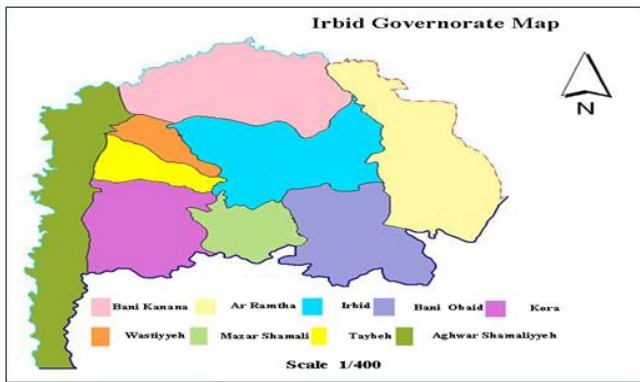 Irbid Governorate Map
N
Bani Kanana Ar Ramtha Irbid Bani Obaid Kora
Wastiyyeh Mazar Shamali Taybeh Aghwar Shamaliyyeh
Scale 1/400